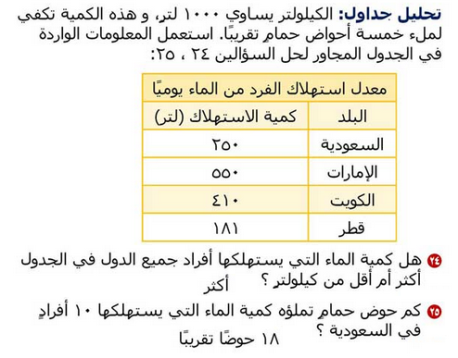 تحليل جداول: الكيلولتر يساوي ١٠٠٠ لتر، و هذه الكمية تكفي
لملء خمسة أحواض حمام تقريبًا. استعمل المعلومات الواردة
في الجدول المجاور لحل السؤالين ٢٤ ، ٢٥:
معدل استهلاك الفرد من الماء يوميًا
البلد كمية الاستهلاك (لتر)
السعودية ٢٥٠
الإمارات ٥٥٠
الكويت ٤١٠
قطر ١٨١
٢٤ هل كمية الماء التي يستهلكها أفراد جميع الدول في الجدول
أكثر أم أقل من كيلولتر ؟ أكثر
٢٥ كم حوض حمام تملؤه كمية الماء التي يستهلكها ١٠ أفرادٍ
في السعودية ؟ ١٨ حوضًا تقريبًا